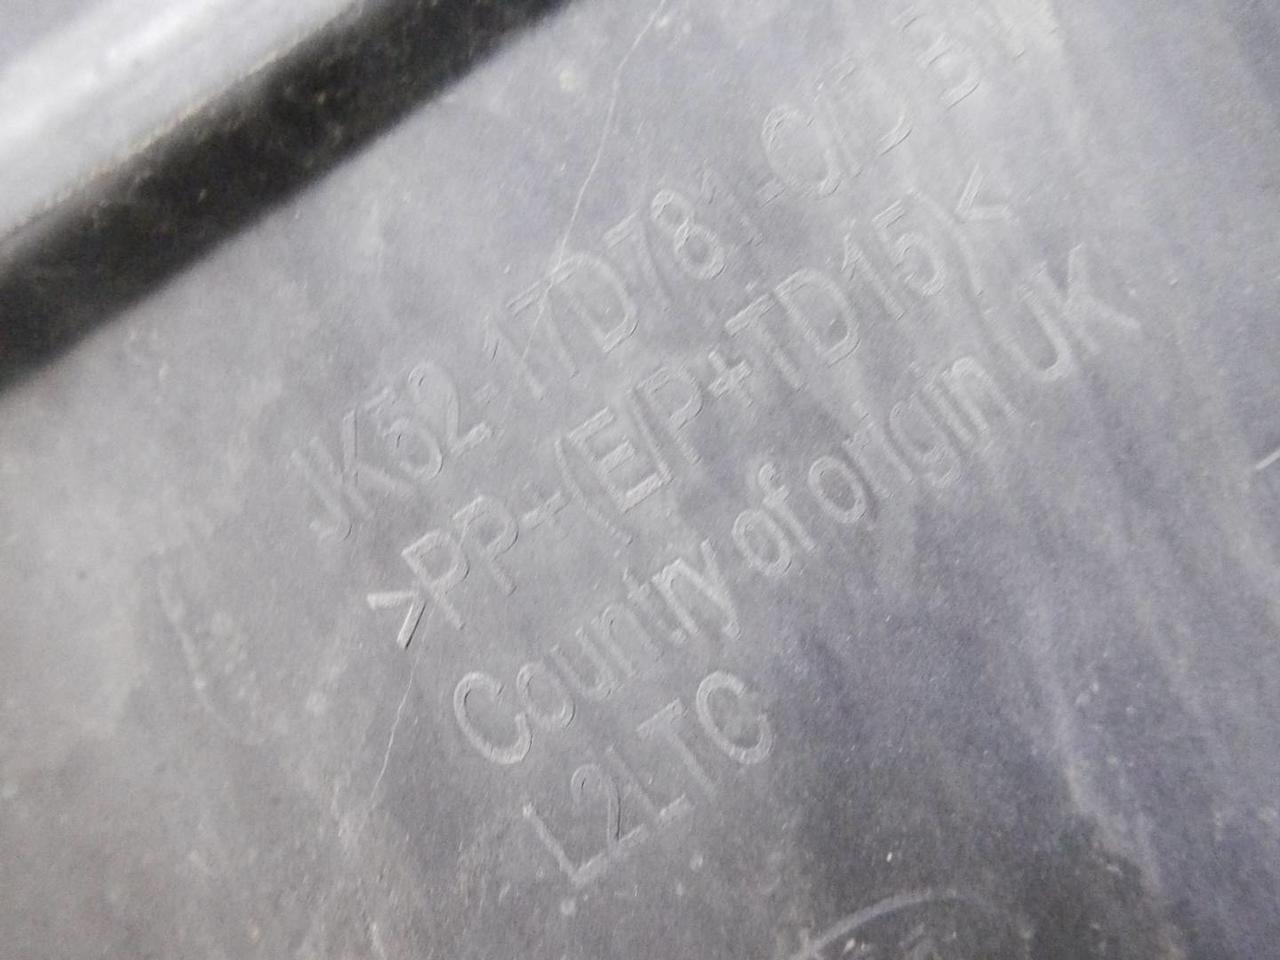 JK52-17D781-C/D
>PP-(E/P+TD15)<
Country of origin UK
L2LTC